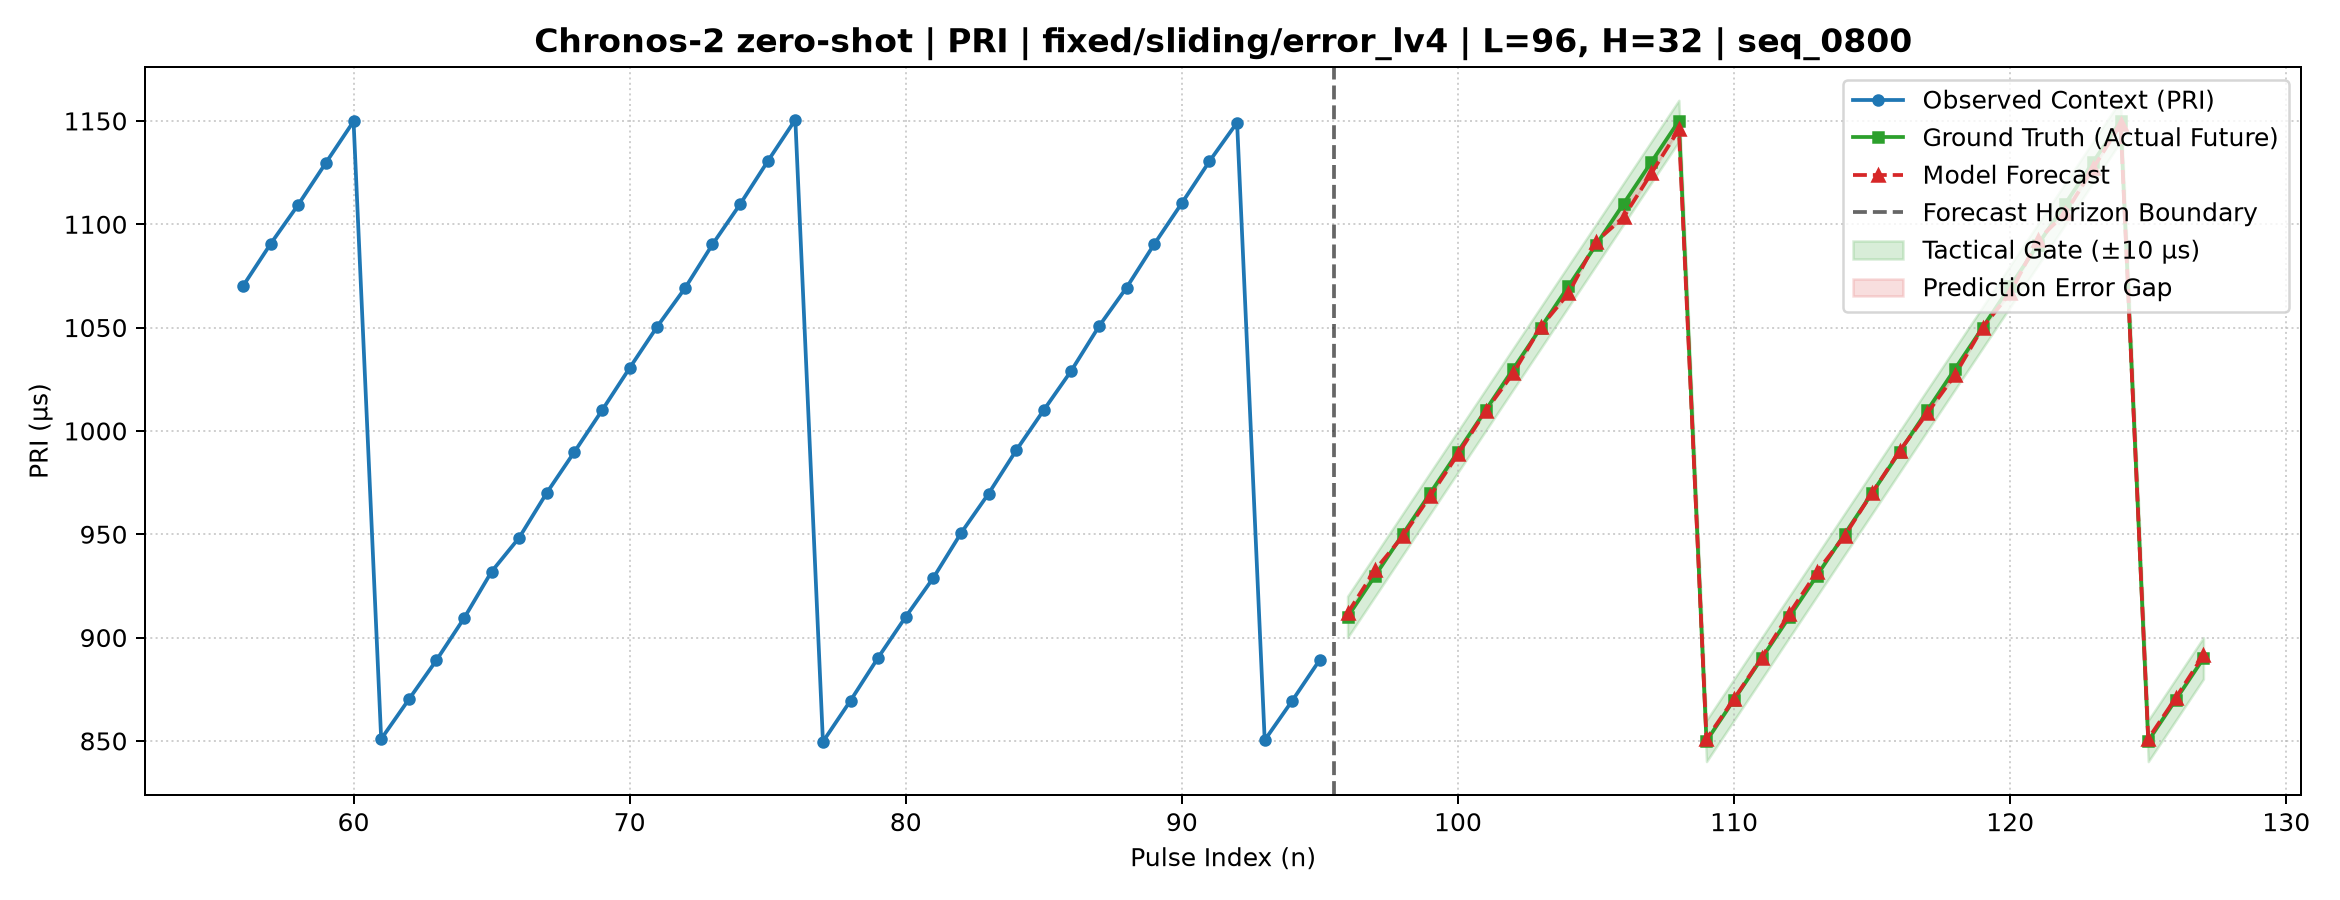 Chronos-2 zero-shot | PRI | fixed/sliding/error_lv4 | L=96, H=32 | seq_0800
PRI (µs)
1150
1100
1050
1000
950
900
850
Observed Context (PRI)
Ground Truth (Actual Future)
Model Forecast
Forecast Horizon Boundary
Tactical Gate (±10 µs)
Prediction Error Gap
60 70 80 90 100 110 120 130
Pulse Index (n)